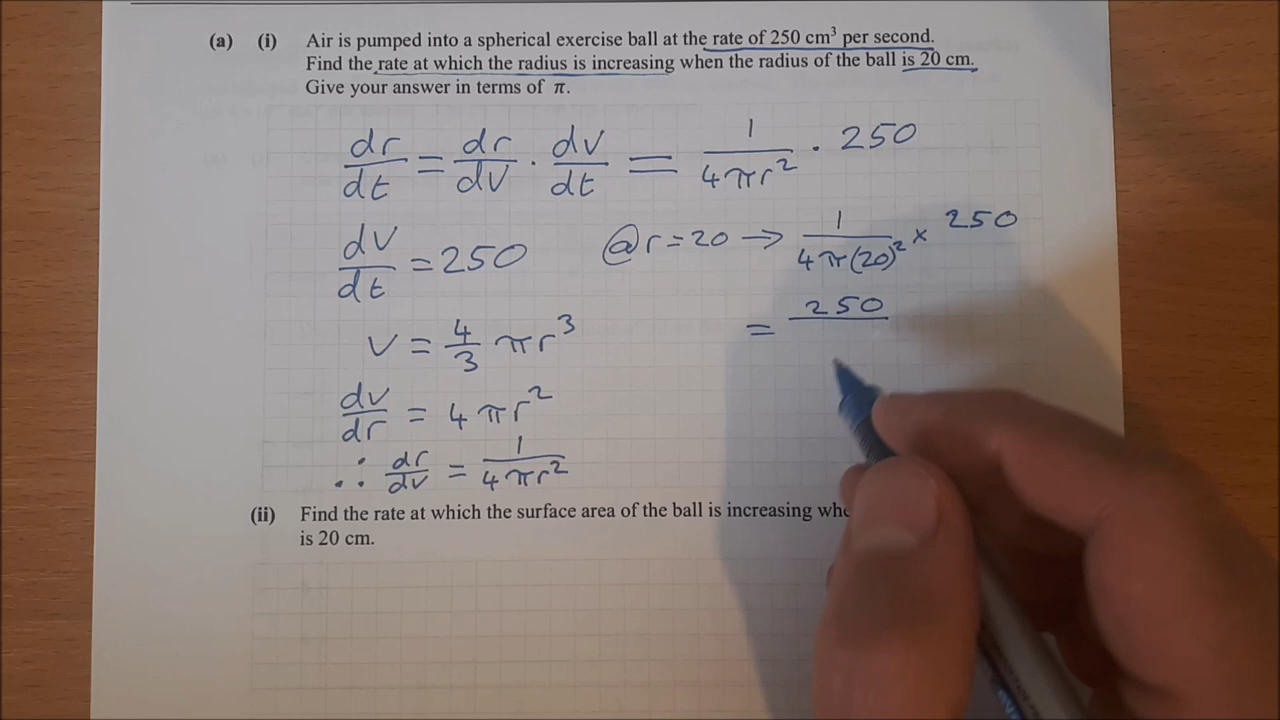 (a) (i) Air is pumped into a spherical exercise ball at the rate of 250 cm³ per second.
Find the rate at which the radius is increasing when the radius of the ball is 20 cm.
Give your answer in terms of π.
dr/dt = dr/dV · dV/dt = 1/4πr² · 250
dV/dt = 250
@r=20 → 1/4π(20)² × 250
= 250
V = 4/3 πr³
dv/dr = 4πr²
∴ dr/dV = 1/4πr²
(ii) Find the rate at which the surface area of the ball is increasing
is 20 cm.